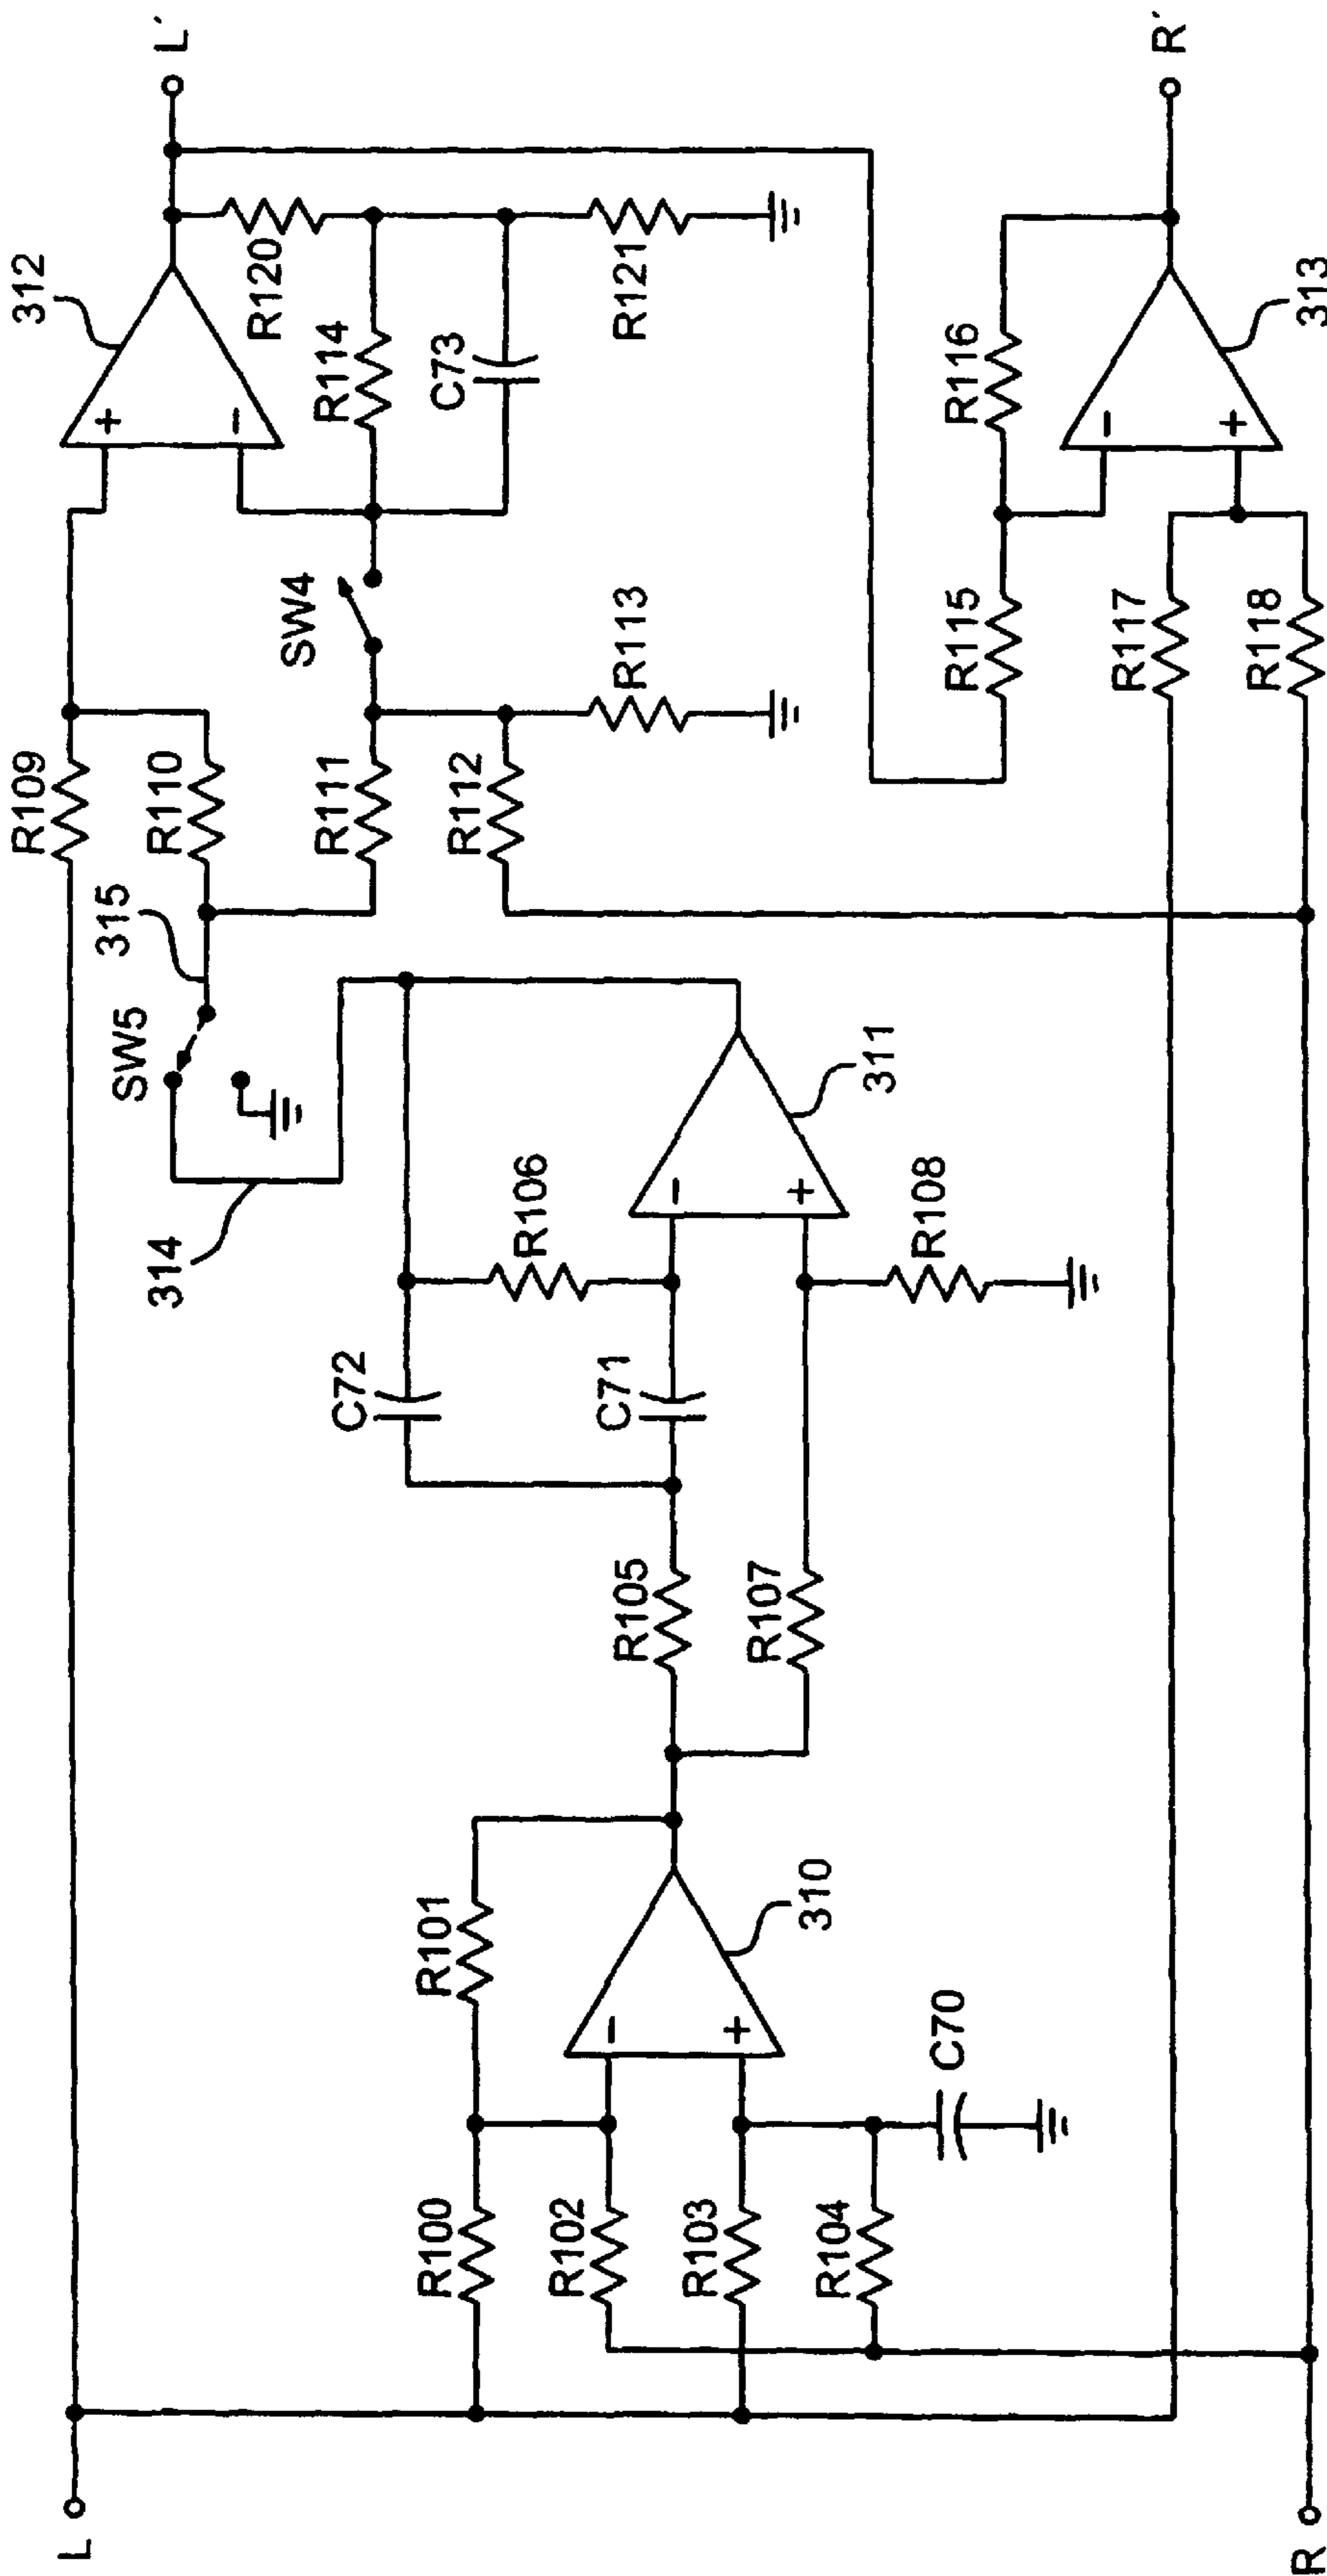 L
R
R100
R102
R103
R104
C70
R101
-
+
310
R105
R107
C72
C71
R106
R108
-
+
311
314
SW5
315
R109
R110
R111
R112
R113
SW4
+
-
312
R114
C73
R120
R121
L'
R115
R116
R117
R118
-
+
313
R'